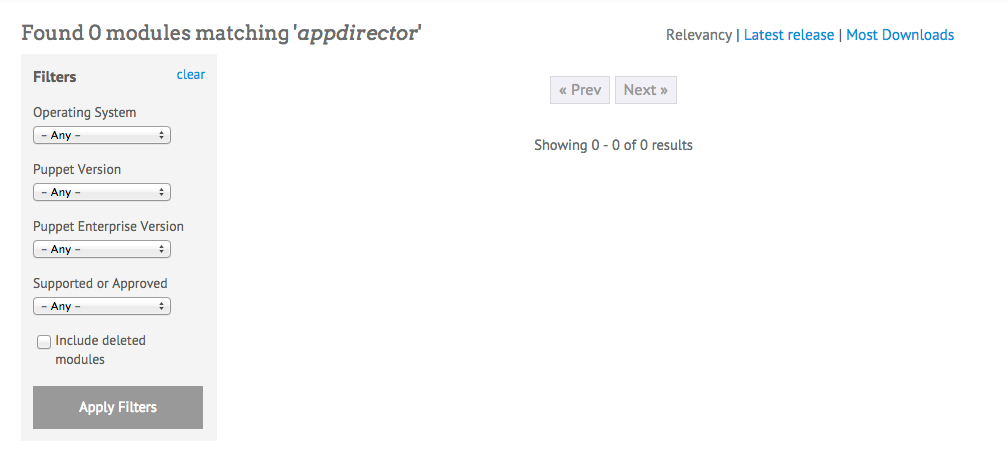 Found 0 modules matching 'appdirector'
Relevancy | Latest release | Most Downloads
Filters
clear
Operating System
– Any –
Puppet Version
– Any –
Puppet Enterprise Version
– Any –
Supported or Approved
– Any –
Include deleted
modules
Apply Filters
« Prev
Next »
Showing 0 - 0 of 0 results